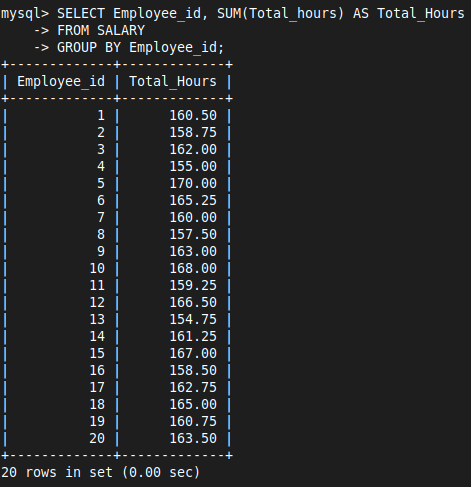 mysql> SELECT Employee_id, SUM(Total_hours) AS Total_Hours
    -> FROM SALARY
    -> GROUP BY Employee_id;
+-------------+-------------+
| Employee_id | Total_Hours |
+-------------+-------------+
|           1 |      160.50 |
|           2 |      158.75 |
|           3 |      162.00 |
|           4 |      155.00 |
|           5 |      170.00 |
|           6 |      165.25 |
|           7 |      160.00 |
|           8 |      157.50 |
|           9 |      163.00 |
|          10 |      168.00 |
|          11 |      159.25 |
|          12 |      166.50 |
|          13 |      154.75 |
|          14 |      161.25 |
|          15 |      167.00 |
|          16 |      158.50 |
|          17 |      162.75 |
|          18 |      165.00 |
|          19 |      160.75 |
|          20 |      163.50 |
+-------------+-------------+
20 rows in set (0.00 sec)